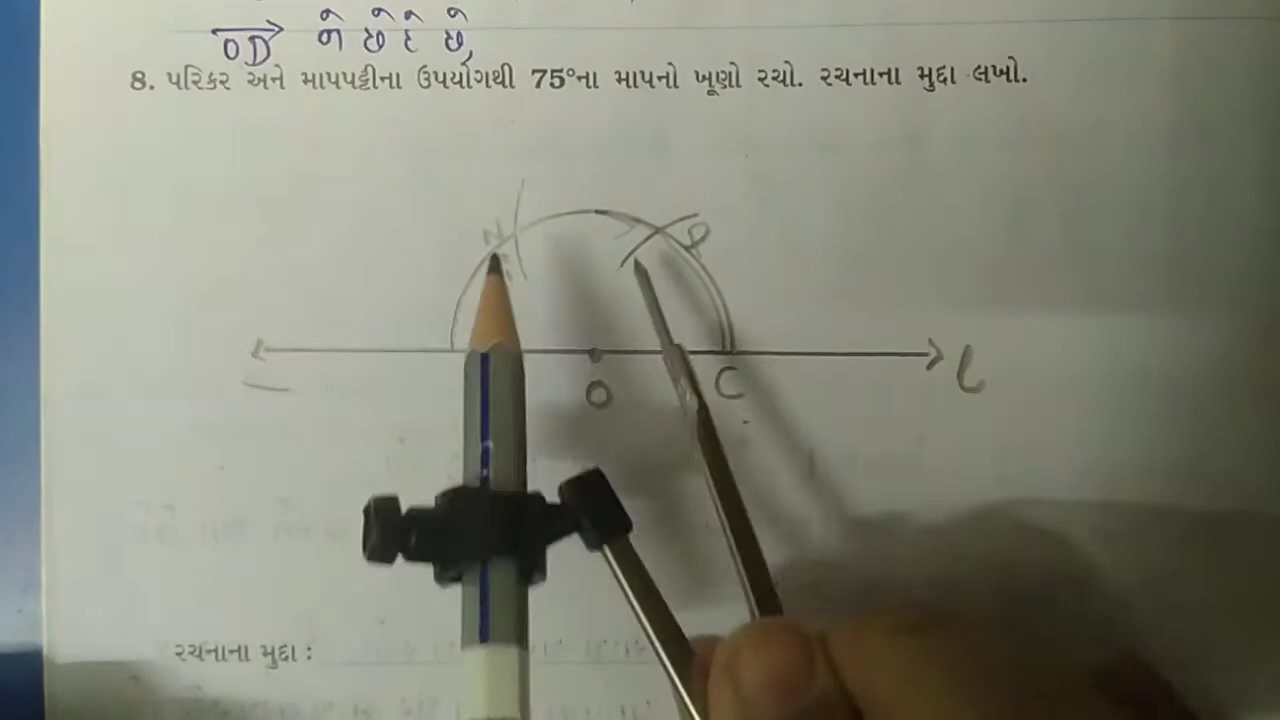 OD ને છેદે છે,
8. પરિકર અને માપપટ્ટીના ઉપયોગથી 75°ના માપનો ખૂણો રચો. રચનાના મુદ્દા લખો.
N P
O C l
રચનાના મુદ્દા :